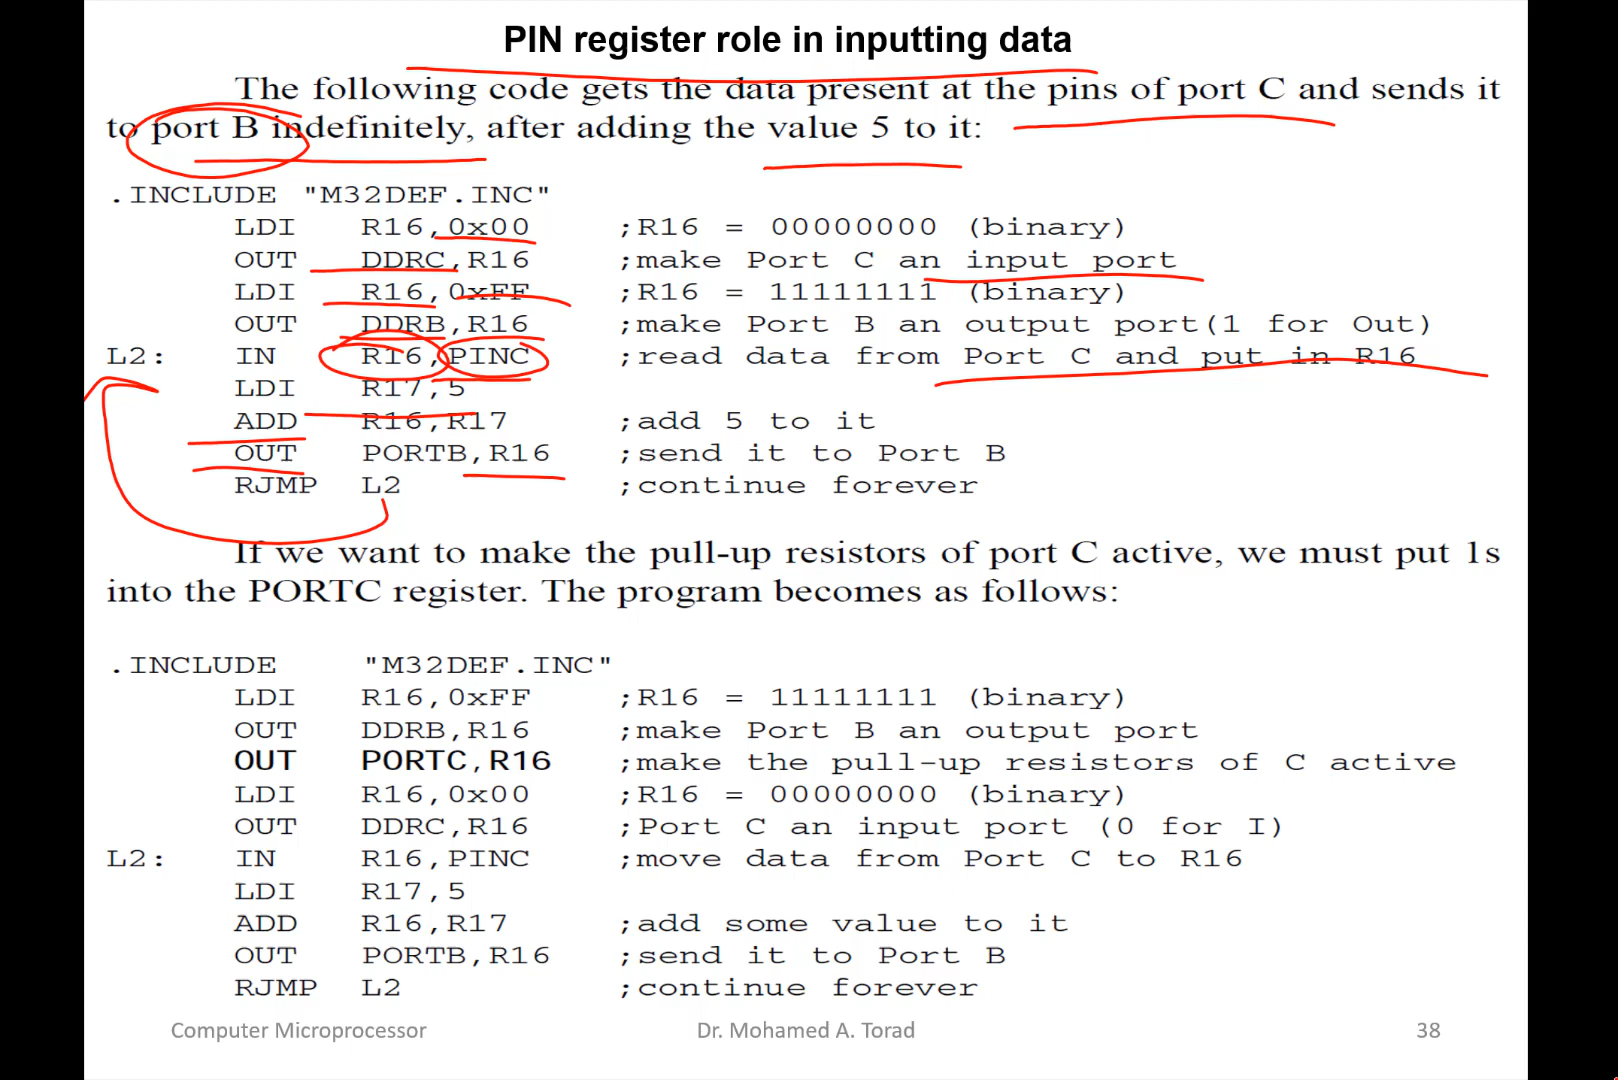 PIN register role in inputting data
The following code gets the data present at the pins of port C and sends it
to port B indefinitely, after adding the value 5 to it:
.INCLUDE "M32DEF.INC"
LDI R16,0x00 ;R16 = 00000000 (binary)
OUT DDRC,R16 ;make Port C an input port
LDI R16,0xFF ;R16 = 11111111 (binary)
OUT DDRB,R16 ;make Port B an output port(1 for Out)
L2: IN R16,PINC ;read data from Port C and put in R16
LDI R17,5
ADD R16,R17 ;add 5 to it
OUT PORTB,R16 ;send it to Port B
RJMP L2 ;continue forever
If we want to make the pull-up resistors of port C active, we must put 1s
into the PORTC register. The program becomes as follows:
.INCLUDE "M32DEF.INC"
LDI R16,0xFF ;R16 = 11111111 (binary)
OUT DDRB,R16 ;make Port B an output port
OUT PORTC,R16 ;make the pull-up resistors of C active
LDI R16,0x00 ;R16 = 00000000 (binary)
OUT DDRC,R16 ;Port C an input port (0 for I)
L2: IN R16,PINC ;move data from Port C to R16
LDI R17,5
ADD R16,R17 ;add some value to it
OUT PORTB,R16 ;send it to Port B
RJMP L2 ;continue forever
Computer Microprocessor Dr. Mohamed A. Torad 38